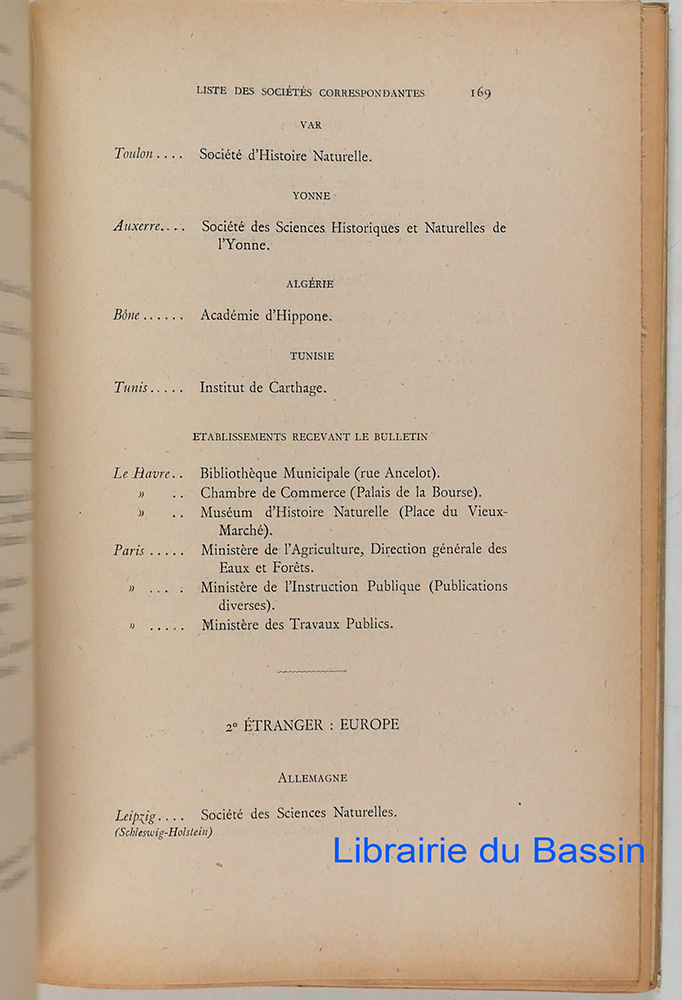 LISTE DES SOCIÉTÉS CORRESPONDANTES 169
VAR
Toulon .... Société d'Histoire Naturelle.
YONNE
Auxerre.... Société des Sciences Historiques et Naturelles de
l'Yonne.
ALGÉRIE
Bône ...... Académie d'Hippone.
TUNISIE
Tunis..... Institut de Carthage.
ETABLISSEMENTS RECEVANT LE BULLETIN
Le Havre.. Bibliothèque Municipale (rue Ancelot).
» .. Chambre de Commerce (Palais de la Bourse).
» .. Muséum d'Histoire Naturelle (Place du Vieux-
Marché).
Paris ..... Ministère de l'Agriculture, Direction générale des
Eaux et Forêts.
» .... Ministère de l'Instruction Publique (Publications
diverses).
» ..... Ministère des Travaux Publics.
2º ÉTRANGER : EUROPE
ALLEMAGNE
Leipzig.... Société des Sciences Naturelles.
(Schleswig-Holstein)
Librairie du Bassin